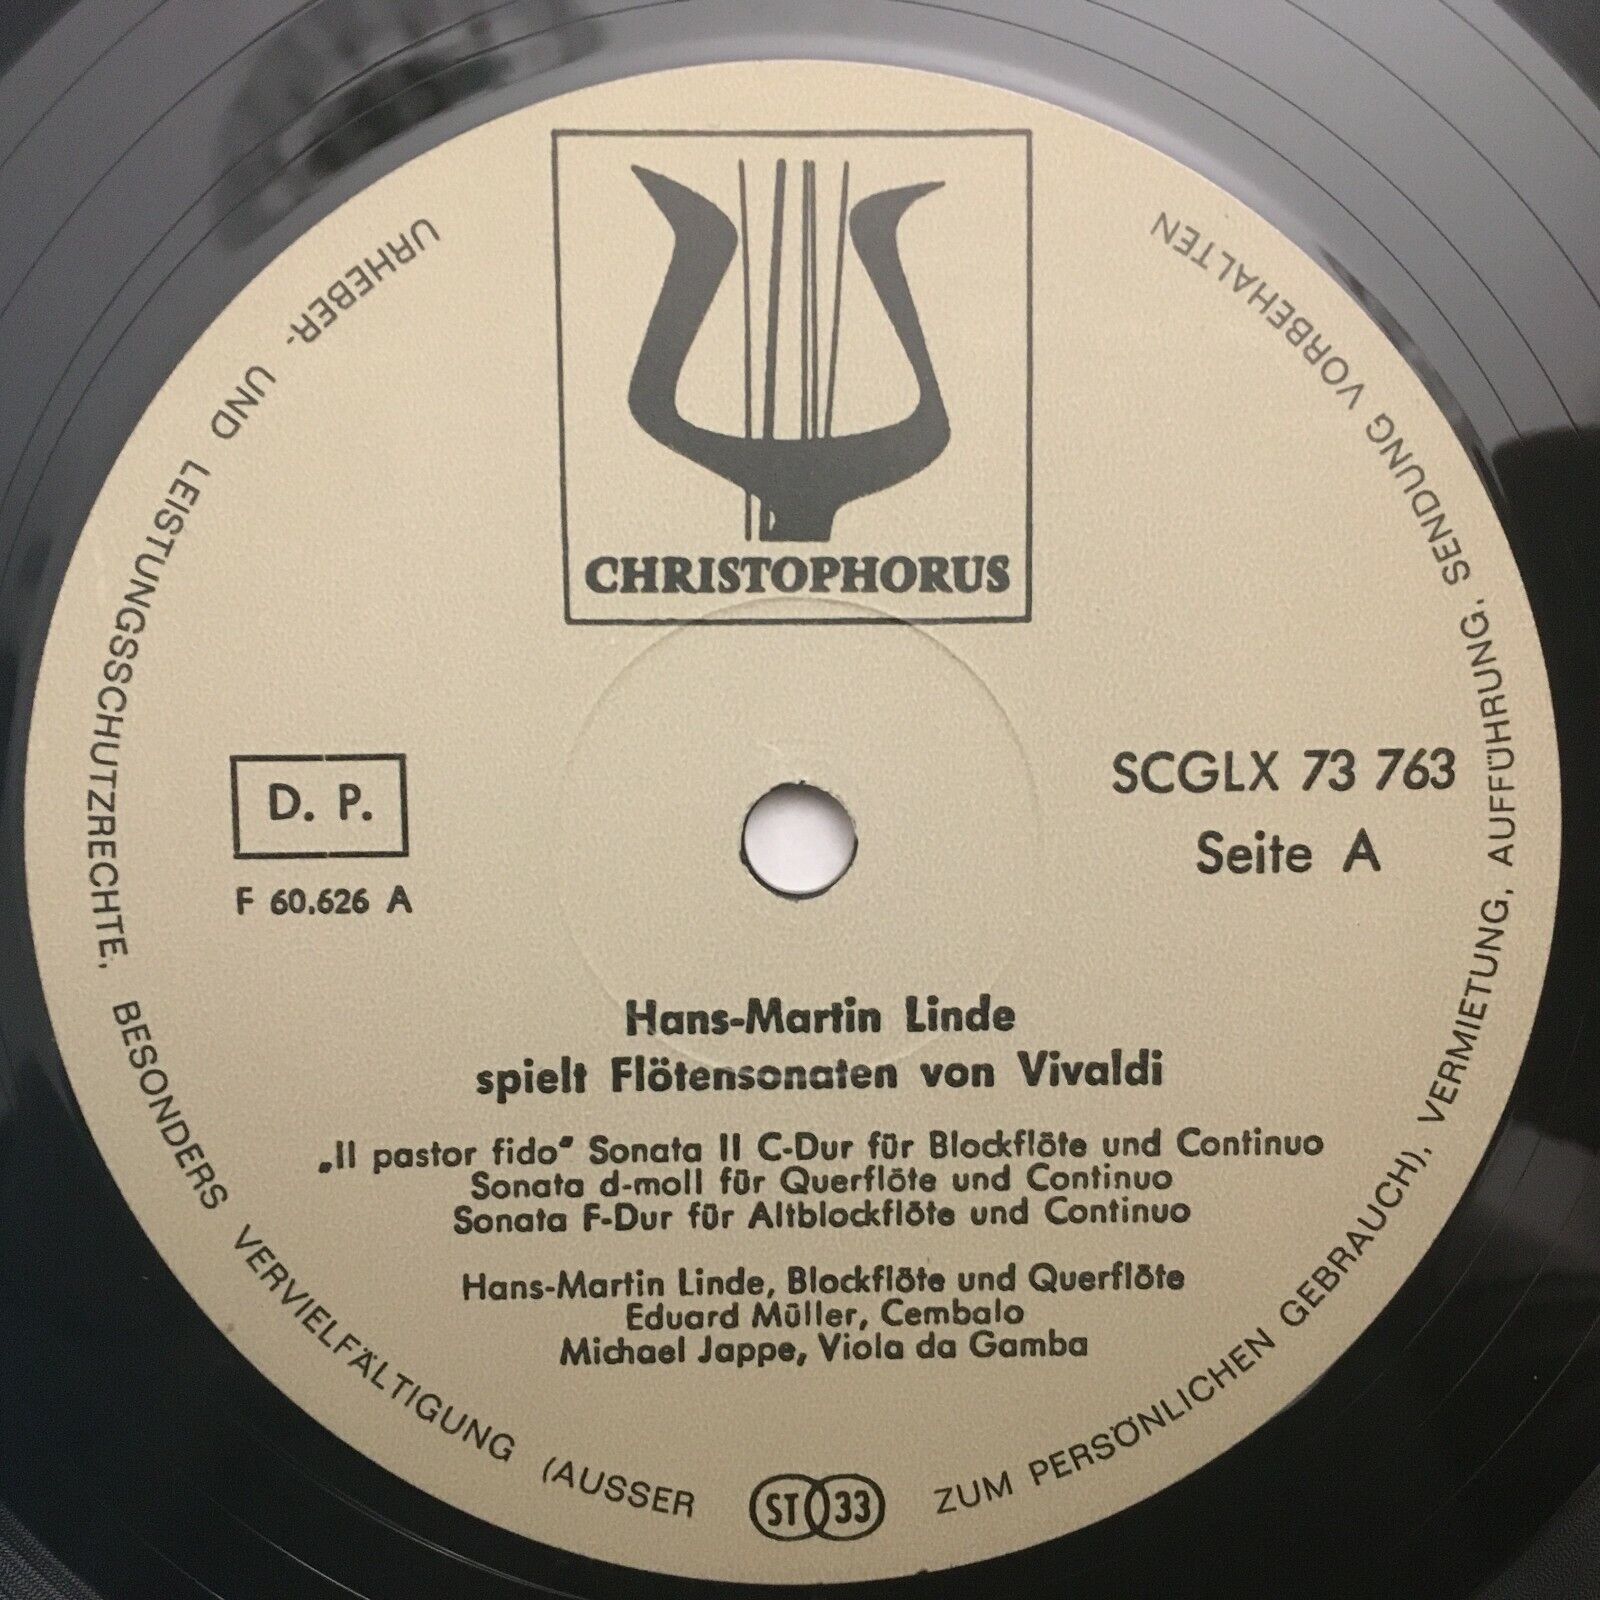 CHRISTOPHORUS
D. P.
F 60.626 A
SCGLX 73 763
Seite A
Hans-Martin Linde
spielt Flötensonaten von Vivaldi
„Il pastor fido“ Sonata II C-Dur für Blockflöte und Continuo
Sonata d-moll für Querflöte und Continuo
Sonata F-Dur für Altblockflöte und Continuo
Hans-Martin Linde, Blockflöte und Querflöte
Eduard Müller, Cembalo
Michael Jappe, Viola da Gamba
URHEBER- UND LEISTUNGSSCHUTZRECHTE, BESONDERS VERVIELFÄLTIGUNG (AUSSER ZUM PERSÖNLICHEN GEBRAUCH), VERMIETUNG, AUFFÜHRUNG, SENDUNG VORBEHALTEN
ST 33